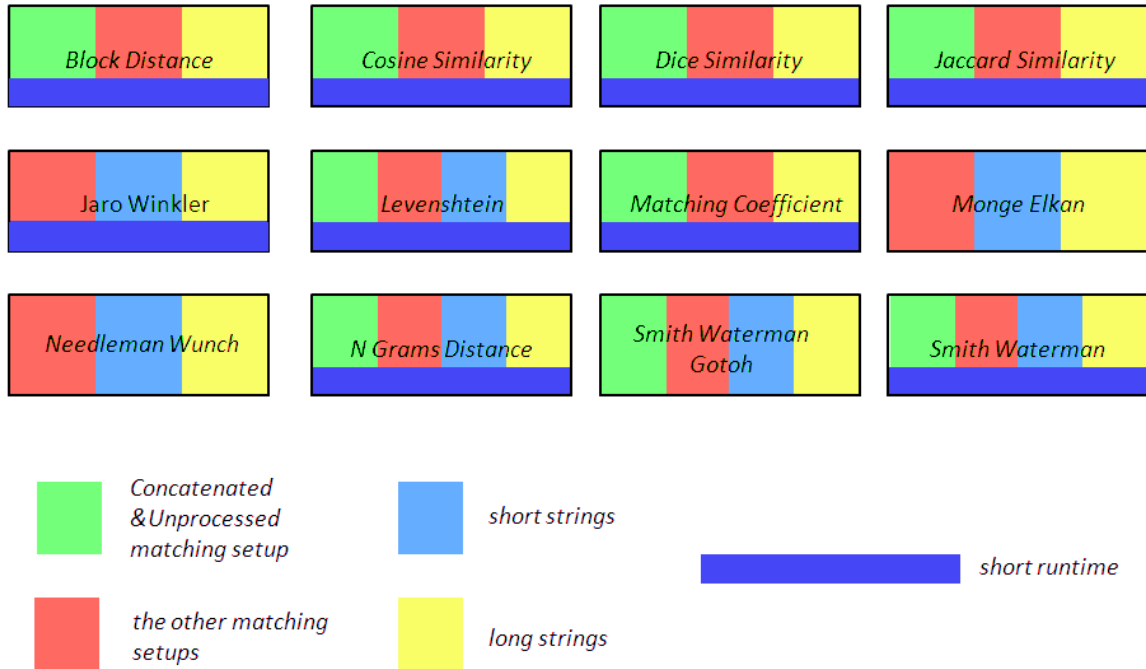 Block Distance
Cosine Similarity
Dice Similarity
Jaccard Similarity
Jaro Winkler
Levenshtein
Matching Coefficient
Monge Elkan
Needleman Wunch
N Grams Distance
Smith Waterman
Gotoh
Smith Waterman
Concatenated
&Unprocessed
matching setup
short strings
short runtime
the other matching
setups
long strings